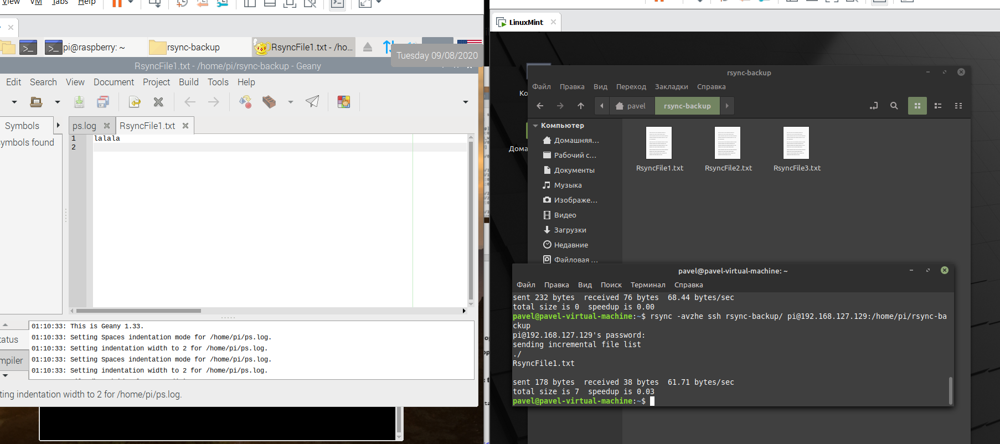 View VM Tabs Help
pi@raspberry: ~
rsync-backup
RsyncFile1.txt - /ho...
Tuesday 09/08/2020
RsyncFile1.txt - /home/pi/rsync-backup - Geany
Edit Search View Document Project Build Tools Help
Symbols
ps.log
RsyncFile1.txt
ymbols found
1 lalala
2
01:10:33: This is Geany 1.33.
01:10:33: Setting Spaces indentation mode for /home/pi/ps.log.
01:10:33: Setting indentation width to 2 for /home/pi/ps.log.
01:10:33: Setting Spaces indentation mode for /home/pi/ps.log.
01:10:33: Setting indentation width to 2 for /home/pi/ps.log.
tatus
mpiler
ting indentation width to 2 for /home/pi/ps.log.
LinuxMint
Ко
Дома
rsync-backup
Файл Правка Вид Переход Закладки Справка
pavel
rsync-backup
Компьютер
Домашняя...
Рабочий с...
Документы
Музыка
Изображе...
Видео
Загрузки
Недавние
Файловая ...
RsyncFile1.txt
RsyncFile2.txt
RsyncFile3.txt
pavel@pavel-virtual-machine: ~
Файл Правка Вид Поиск Терминал Справка
sent 232 bytes  received 76 bytes  68.44 bytes/sec
total size is 0  speedup is 0.00
pavel@pavel-virtual-machine:~$ rsync -avzhe ssh rsync-backup/ pi@192.168.127.129:/home/pi/rsync-ba
ckup
pi@192.168.127.129's password:
sending incremental file list
./
RsyncFile1.txt
sent 178 bytes  received 38 bytes  61.71 bytes/sec
total size is 7  speedup is 0.03
pavel@pavel-virtual-machine:~$